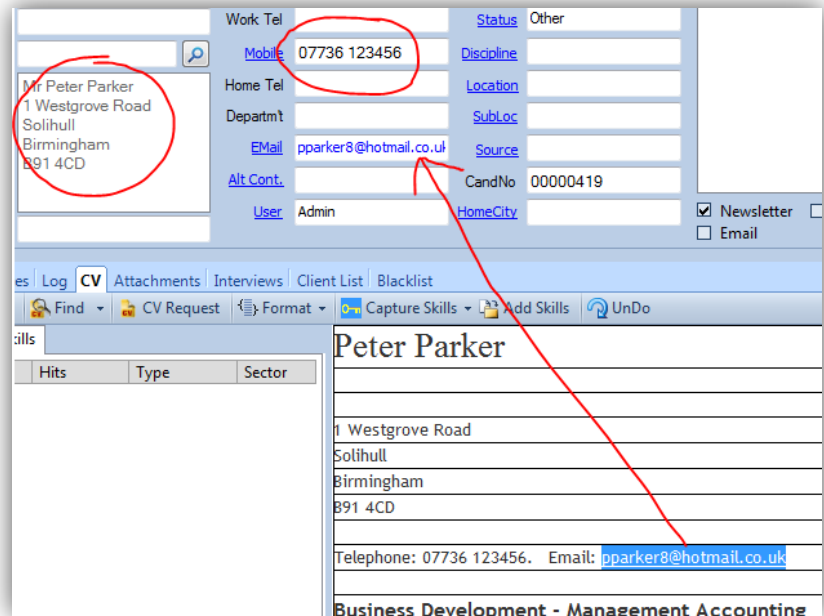 Work Tel Status Other
Mobile 07736 123456 Discipline
Mr Peter Parker Home Tel Location
1 Westgrove Road
Solihull Departm't SubLoc
Birmingham EMail pparker8@hotmail.co.uk Source
B91 4CD
Alt Cont. CandNo 00000419
User Admin HomeCity Newsletter
Email
es Log CV Attachments Interviews Client List Blacklist
Find CV Request Format Capture Skills Add Skills UnDo
ills
Hits Type Sector
Peter Parker
1 Westgrove Road
Solihull
Birmingham
B91 4CD
Telephone: 07736 123456. Email: pparker8@hotmail.co.uk
Business Development - Management Accounting